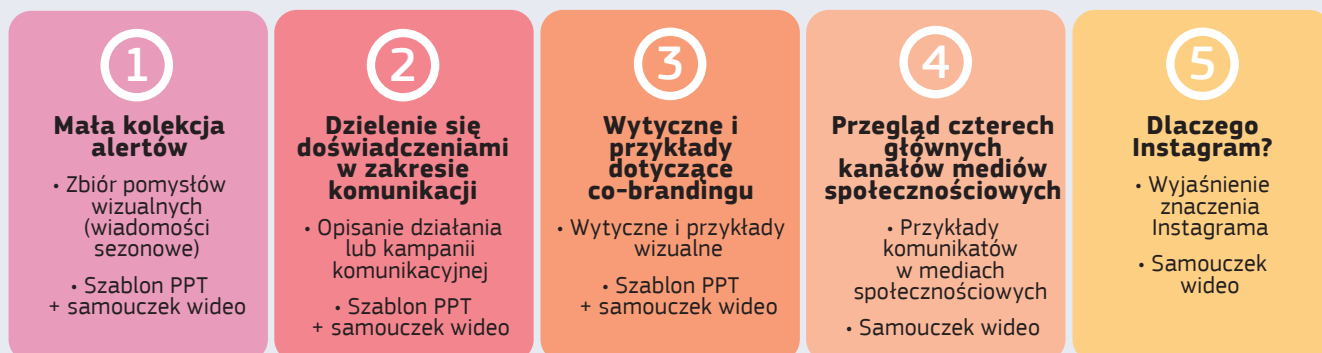 1
Mała kolekcja
alertów
• Zbiór pomysłów
wizualnych
(wiadomości
sezonowe)
• Szablon PPT
+ samouczek wideo
2
Dzielenie się
doświadczeniami
w zakresie
komunikacji
• Opisanie działania
lub kampanii
komunikacyjnej
• Szablon PPT
+ samouczek wideo
3
Wytyczne i
przykłady
dotyczące
co-brandingu
• Wytyczne i przykłady
wizualne
• Szablon PPT
+ samouczek wideo
4
Przegląd czterech
głównych
kanałów mediów
społecznościowych
• Przykłady
komunikatów
w mediach
społecznościowych
• Samouczek wideo
5
Dlaczego
Instagram?
• Wyjaśnienie
znaczenia
Instagrama
• Samouczek
wideo